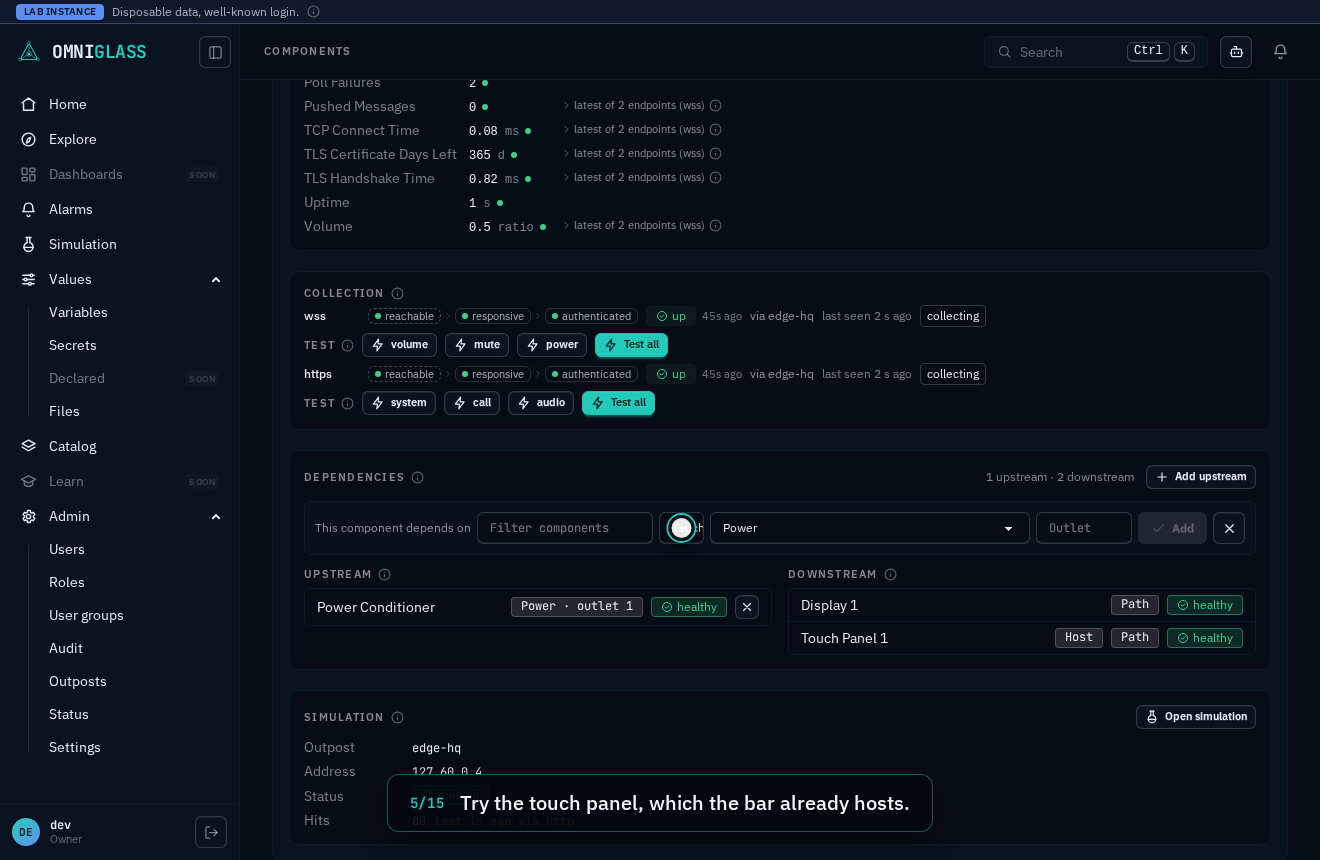 LAB INSTANCE Disposable data, well-known login.
OMNIGLASS
COMPONENTS
Search Ctrl K
Home
Explore
Dashboards SOON
Alarms
Simulation
Values
Variables
Secrets
Declared SOON
Files
Catalog
Learn SOON
Admin
Users
Roles
User groups
Audit
Outposts
Status
Settings
DE dev
Owner
Poll Failures 2
Pushed Messages 0 latest of 2 endpoints (wss)
TCP Connect Time 0.08 ms latest of 2 endpoints (wss)
TLS Certificate Days Left 365 d latest of 2 endpoints (wss)
TLS Handshake Time 0.82 ms latest of 2 endpoints (wss)
Uptime 1 s
Volume 0.5 ratio latest of 2 endpoints (wss)
COLLECTION
wss reachable responsive authenticated up 45s ago via edge-hq last seen 2 s ago collecting
TEST volume mute power Test all
https reachable responsive authenticated up 45s ago via edge-hq last seen 2 s ago collecting
TEST system call audio Test all
DEPENDENCIES 1 upstream · 2 downstream Add upstream
This component depends on Filter components Power Outlet Add
UPSTREAM
Power Conditioner Power · outlet 1 healthy
DOWNSTREAM
Display 1 Path healthy
Touch Panel 1 Host Path healthy
SIMULATION Open simulation
Outpost edge-hq
Address 127.60.0.4
Status
Hits 80 last 1s ago via http
5/15 Try the touch panel, which the bar already hosts.